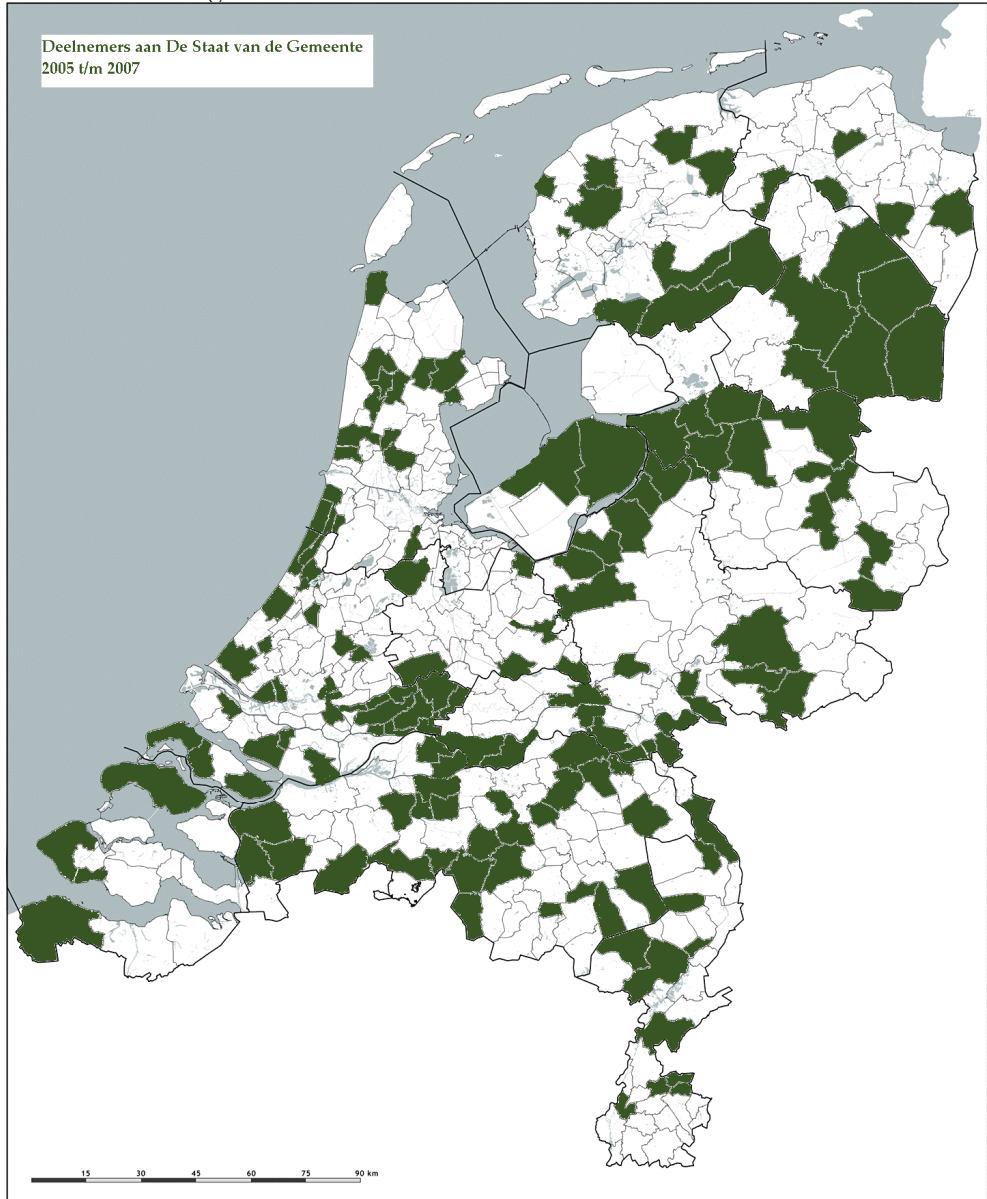 Deelnemers aan De Staat van de Gemeente
2005 t/m 2007
15 30 45 60 75 90 km